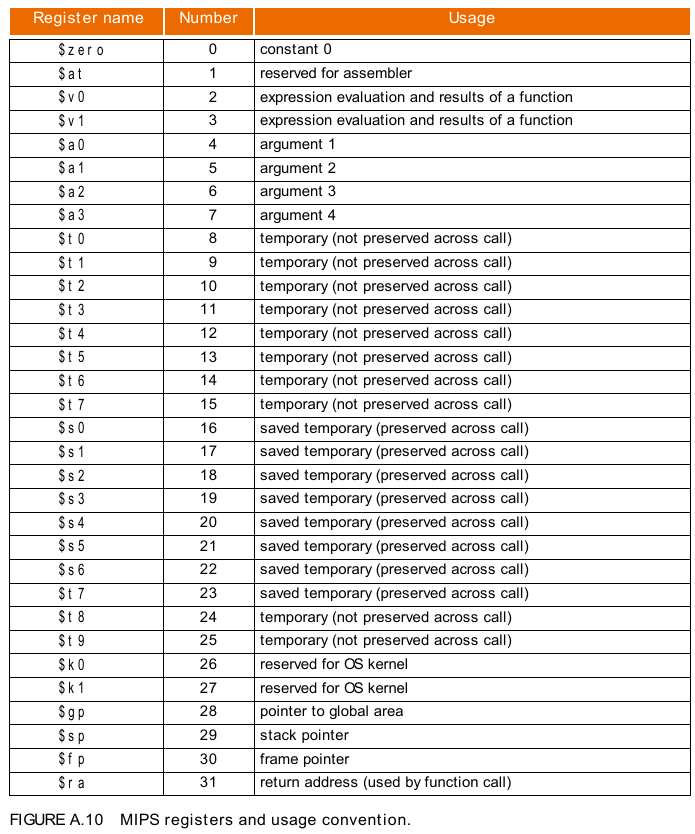 Register name Number Usage
$zero 0 constant 0
$at 1 reserved for assembler
$v0 2 expression evaluation and results of a function
$v1 3 expression evaluation and results of a function
$a0 4 argument 1
$a1 5 argument 2
$a2 6 argument 3
$a3 7 argument 4
$t0 8 temporary (not preserved across call)
$t1 9 temporary (not preserved across call)
$t2 10 temporary (not preserved across call)
$t3 11 temporary (not preserved across call)
$t4 12 temporary (not preserved across call)
$t5 13 temporary (not preserved across call)
$t6 14 temporary (not preserved across call)
$t7 15 temporary (not preserved across call)
$s0 16 saved temporary (preserved across call)
$s1 17 saved temporary (preserved across call)
$s2 18 saved temporary (preserved across call)
$s3 19 saved temporary (preserved across call)
$s4 20 saved temporary (preserved across call)
$s5 21 saved temporary (preserved across call)
$s6 22 saved temporary (preserved across call)
$t7 23 saved temporary (preserved across call)
$t8 24 temporary (not preserved across call)
$t9 25 temporary (not preserved across call)
$k0 26 reserved for OS kernel
$k1 27 reserved for OS kernel
$gp 28 pointer to global area
$sp 29 stack pointer
$fp 30 frame pointer
$ra 31 return address (used by function call)
FIGURE A.10 MIPS registers and usage convention.